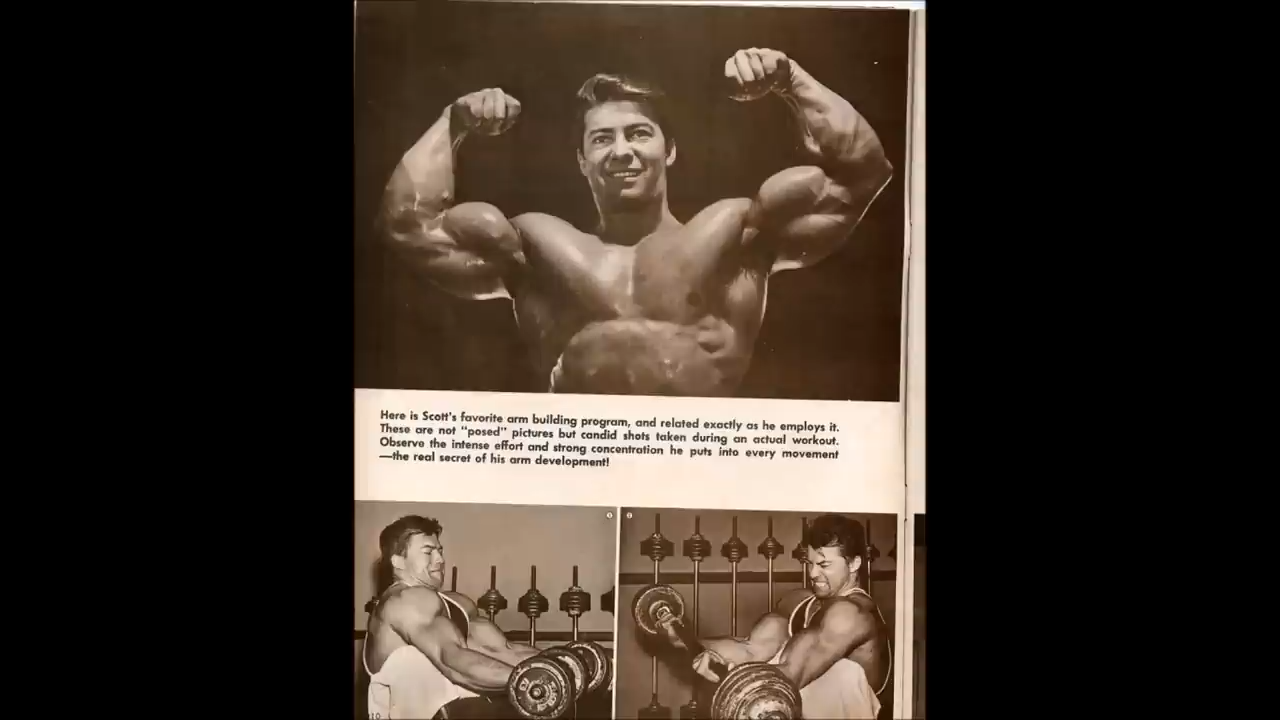 Here is Scott's favorite arm building program, and related exactly as he employs it.
These are not "posed" pictures but candid shots taken during an actual workout.
Observe the intense effort and strong concentration he puts into every movement
—the real secret of his arm development!
1
2